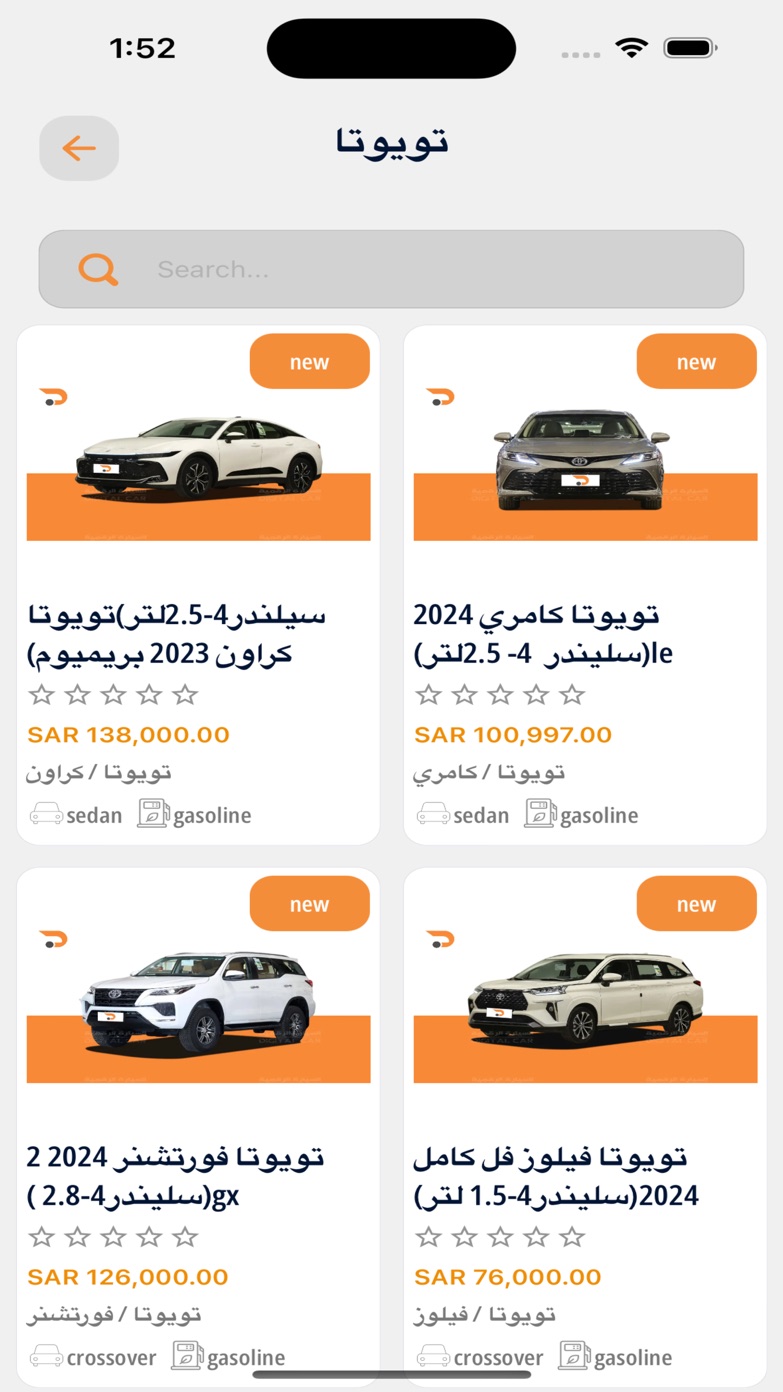 1:52
تويوتا
Search...
new
سيلندر4-2.5لتر)تويوتا
كراون 2023 بريميوم)
SAR 138,000.00
تويوتا / كراون
sedan gasoline
new
تويوتا كامري 2024
le(سليندر 4- 2.5لتر)
SAR 100,997.00
تويوتا / كامري
sedan gasoline
new
تويوتا فورتشنر 2024 2
gx(سليندر4-2.8 )
SAR 126,000.00
تويوتا / فورتشنر
crossover gasoline
new
تويوتا فيلوز فل كامل
2024(سليندر4-1.5 لتر)
SAR 76,000.00
تويوتا / فيلوز
crossover gasoline